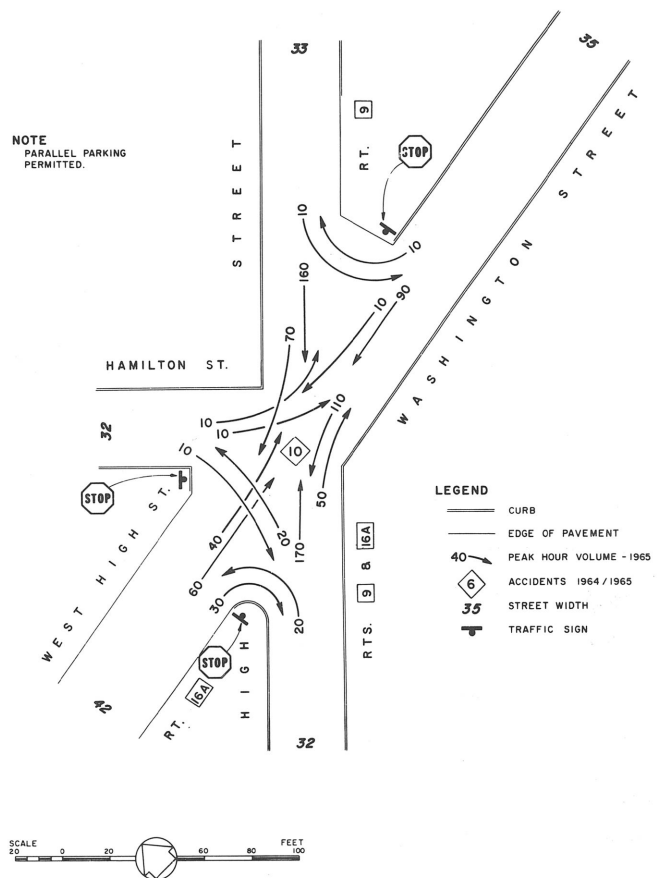 33
35
NOTE
PARALLEL PARKING
PERMITTED.
STREET
RT. 9
STOP
WASHINGTON STREET
10
10
160
10
90
70
HAMILTON ST.
32
10
10
110
10
10
50
STOP
WEST HIGH ST.
40
20
170
60
30
20
STOP
RT. 16A
HIGH
RTS. 9 & 16A
42
32
LEGEND
CURB
EDGE OF PAVEMENT
40 PEAK HOUR VOLUME - 1965
6 ACCIDENTS 1964/1965
35 STREET WIDTH
TRAFFIC SIGN
SCALE FEET
20 0 20 60 80 100